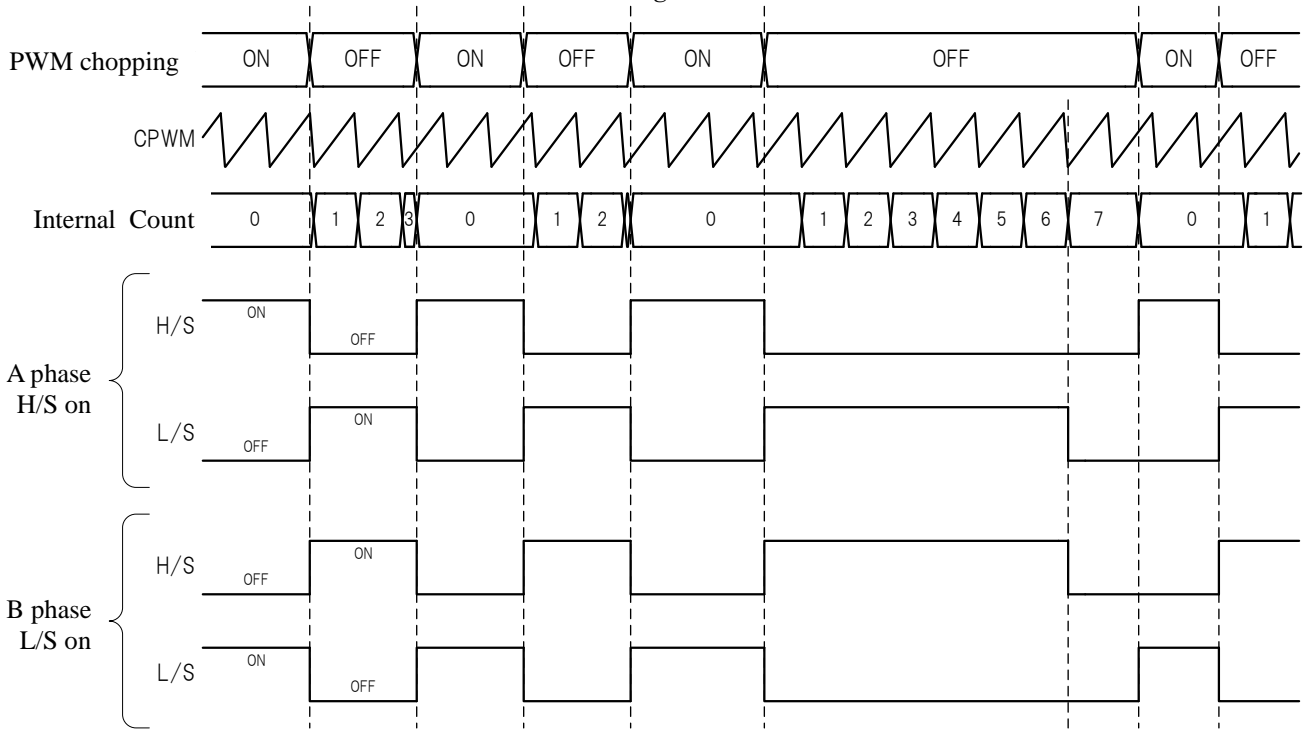 PWM chopping ON OFF ON OFF ON OFF ON OFF
CPWM
Internal Count 0 1 2 3 0 1 2 0 1 2 3 4 5 6 7 0 1
H/S ON OFF
A phase
H/S on
L/S OFF ON
H/S OFF ON
B phase
L/S on
L/S ON OFF